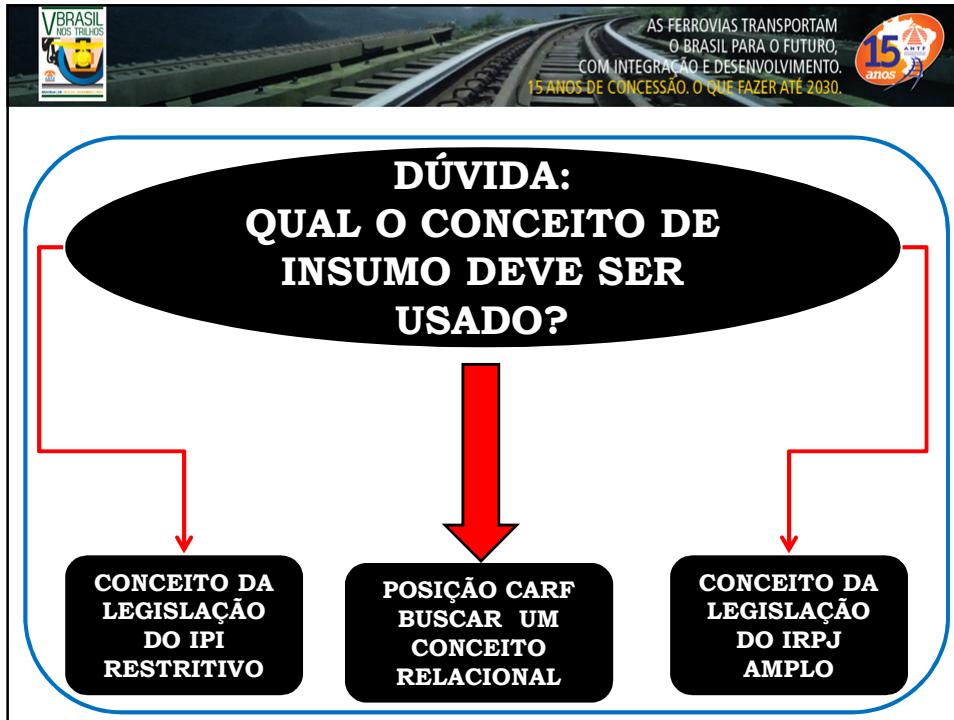 VBRASIL
NOS TRILHOS
AS FERROVIAS TRANSPORTAM
O BRASIL PARA O FUTURO,
COM INTEGRAÇÃO E DESENVOLVIMENTO.
15 ANOS DE CONCESSÃO. O QUE FAZER ATÉ 2030.
15
anos
ANTF
DÚVIDA:
QUAL O CONCEITO DE
INSUMO DEVE SER
USADO?
CONCEITO DA
LEGISLAÇÃO
DO IPI
RESTRITIVO
POSIÇÃO CARF
BUSCAR UM
CONCEITO
RELACIONAL
CONCEITO DA
LEGISLAÇÃO
DO IRPJ
AMPLO